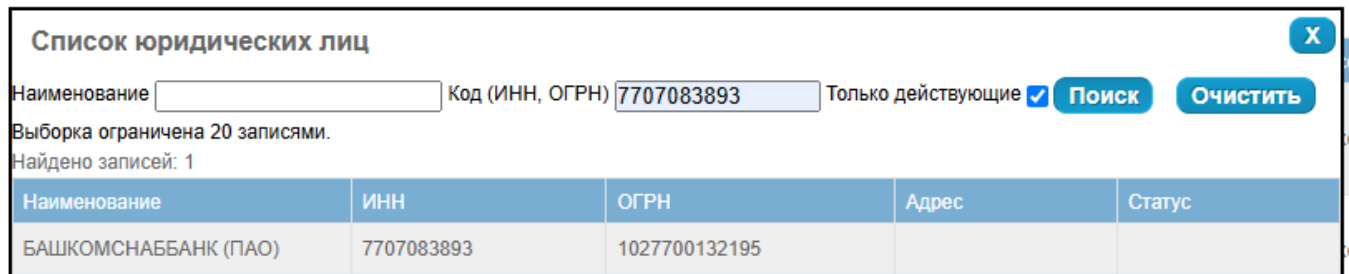 Список юридических лиц X
Наименование Код (ИНН, ОГРН) 7707083893 Только действующие Поиск Очистить
Выборка ограничена 20 записями.
Найдено записей: 1
Наименование ИНН ОГРН Адрес Статус
БАШКОМСНАББАНК (ПАО) 7707083893 1027700132195